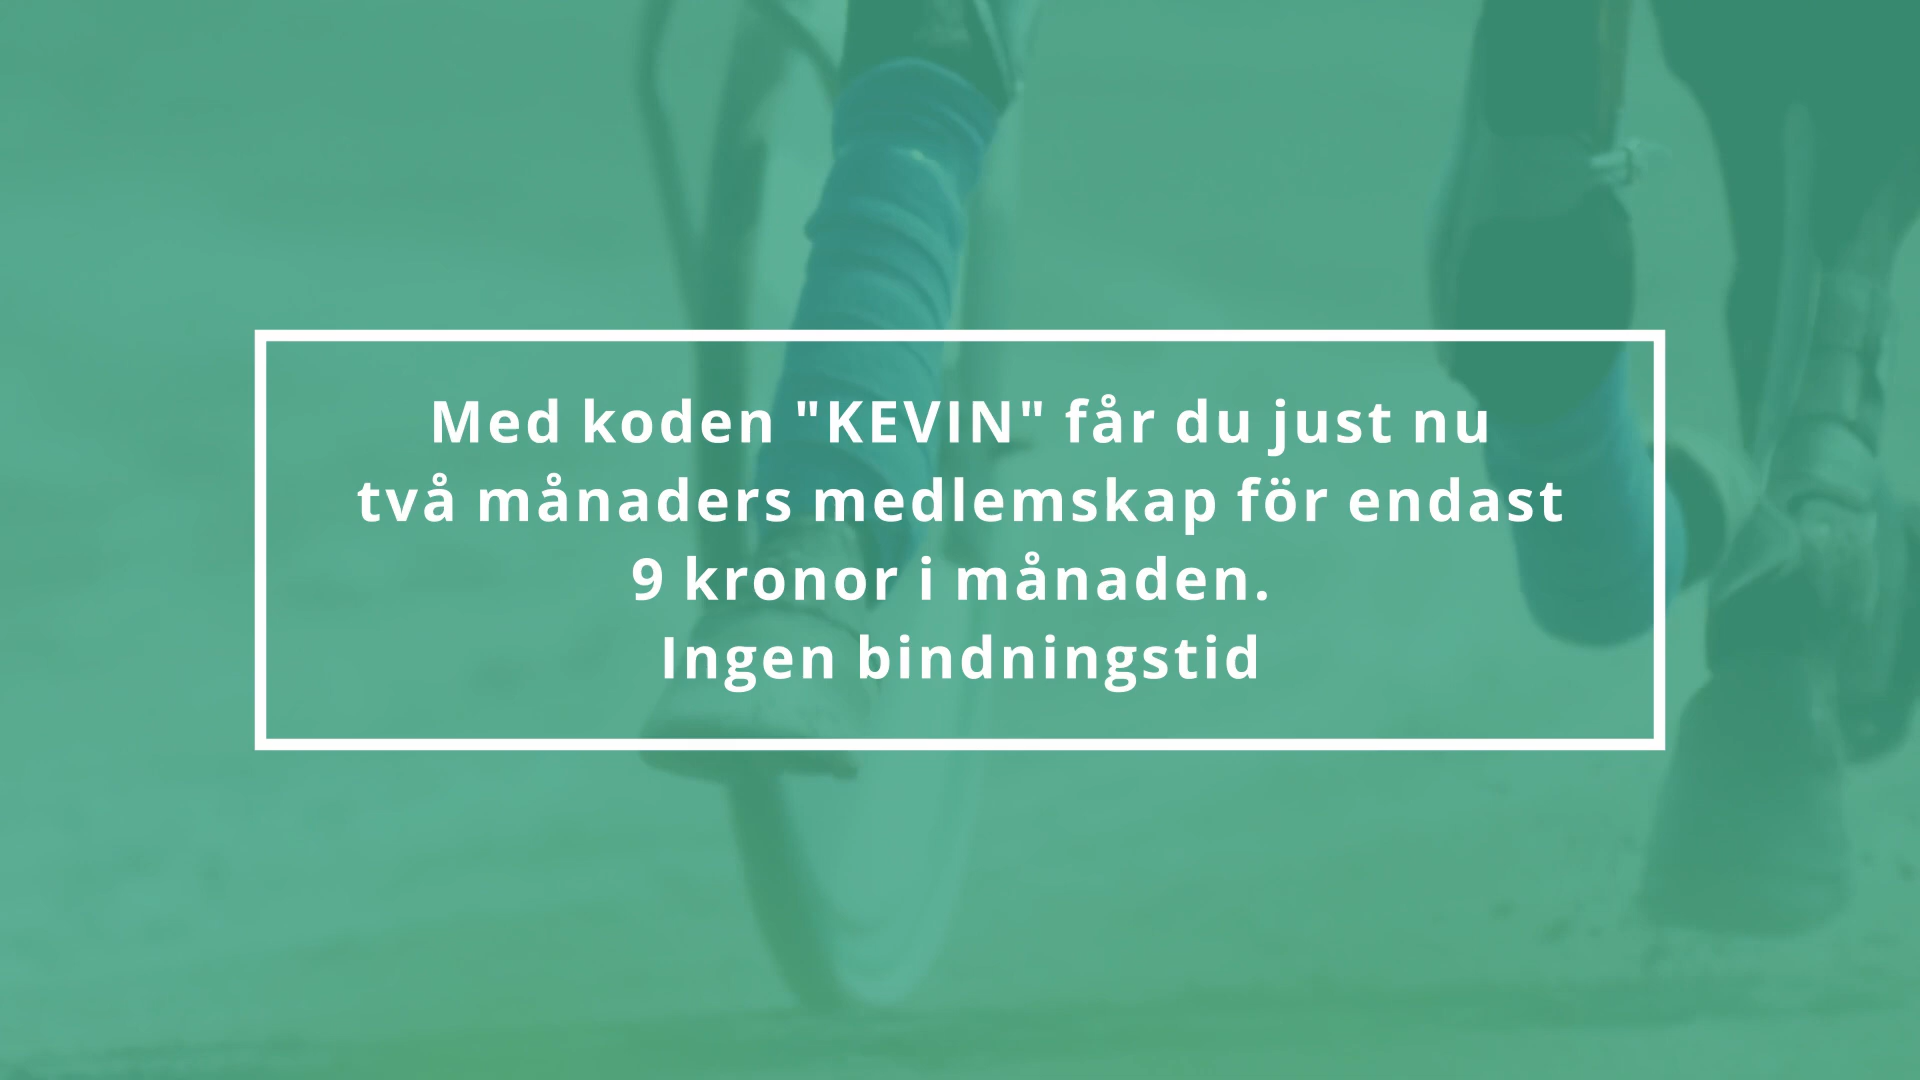 Med koden "KEVIN" får du just nu
två månaders medlemskap för endast
9 kronor i månaden.
Ingen bindningstid